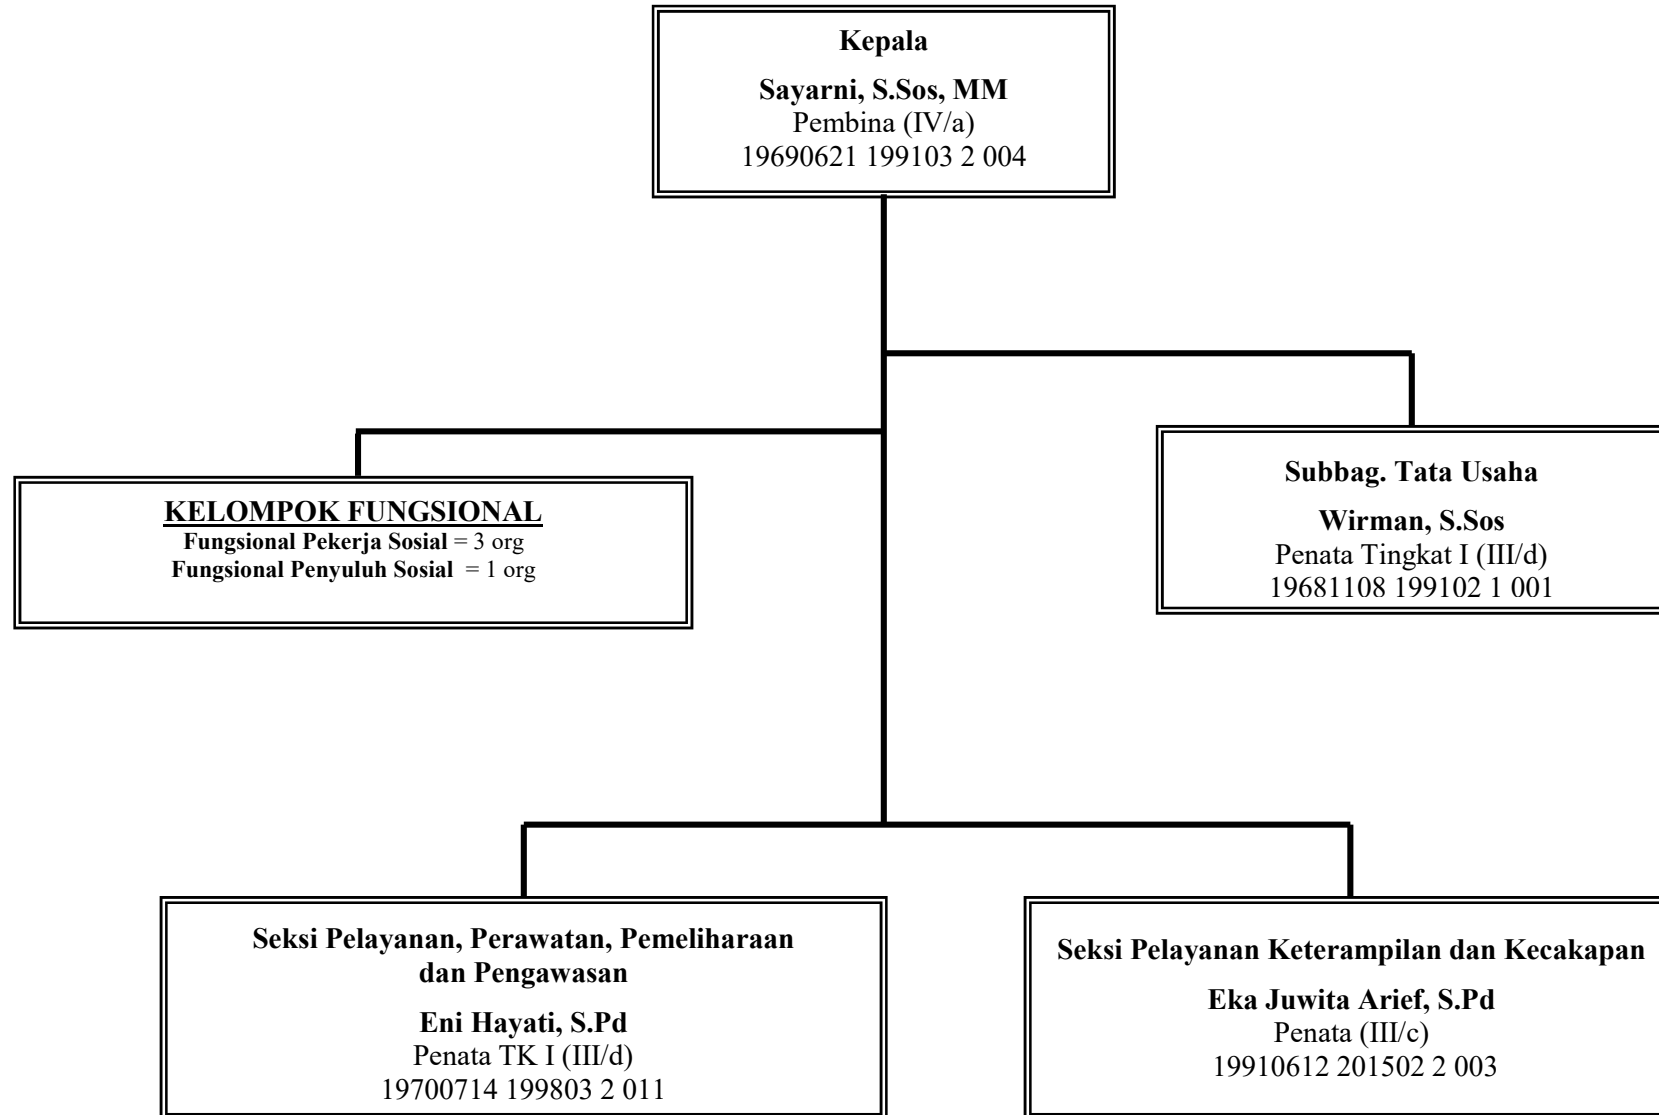 Kepala
Sayarni, S.Sos, MM
Pembina (IV/a)
19690621 199103 2 004
KELOMPOK FUNGSIONAL
Fungsional Pekerja Sosial = 3 org
Fungsional Penyuluh Sosial = 1 org
Subbag. Tata Usaha
Wirman, S.Sos
Penata Tingkat I (III/d)
19681108 199102 1 001
Seksi Pelayanan, Perawatan, Pemeliharaan
dan Pengawasan
Eni Hayati, S.Pd
Penata TK I (III/d)
19700714 199803 2 011
Seksi Pelayanan Keterampilan dan Kecakapan
Eka Juwita Arief, S.Pd
Penata (III/c)
19910612 201502 2 003